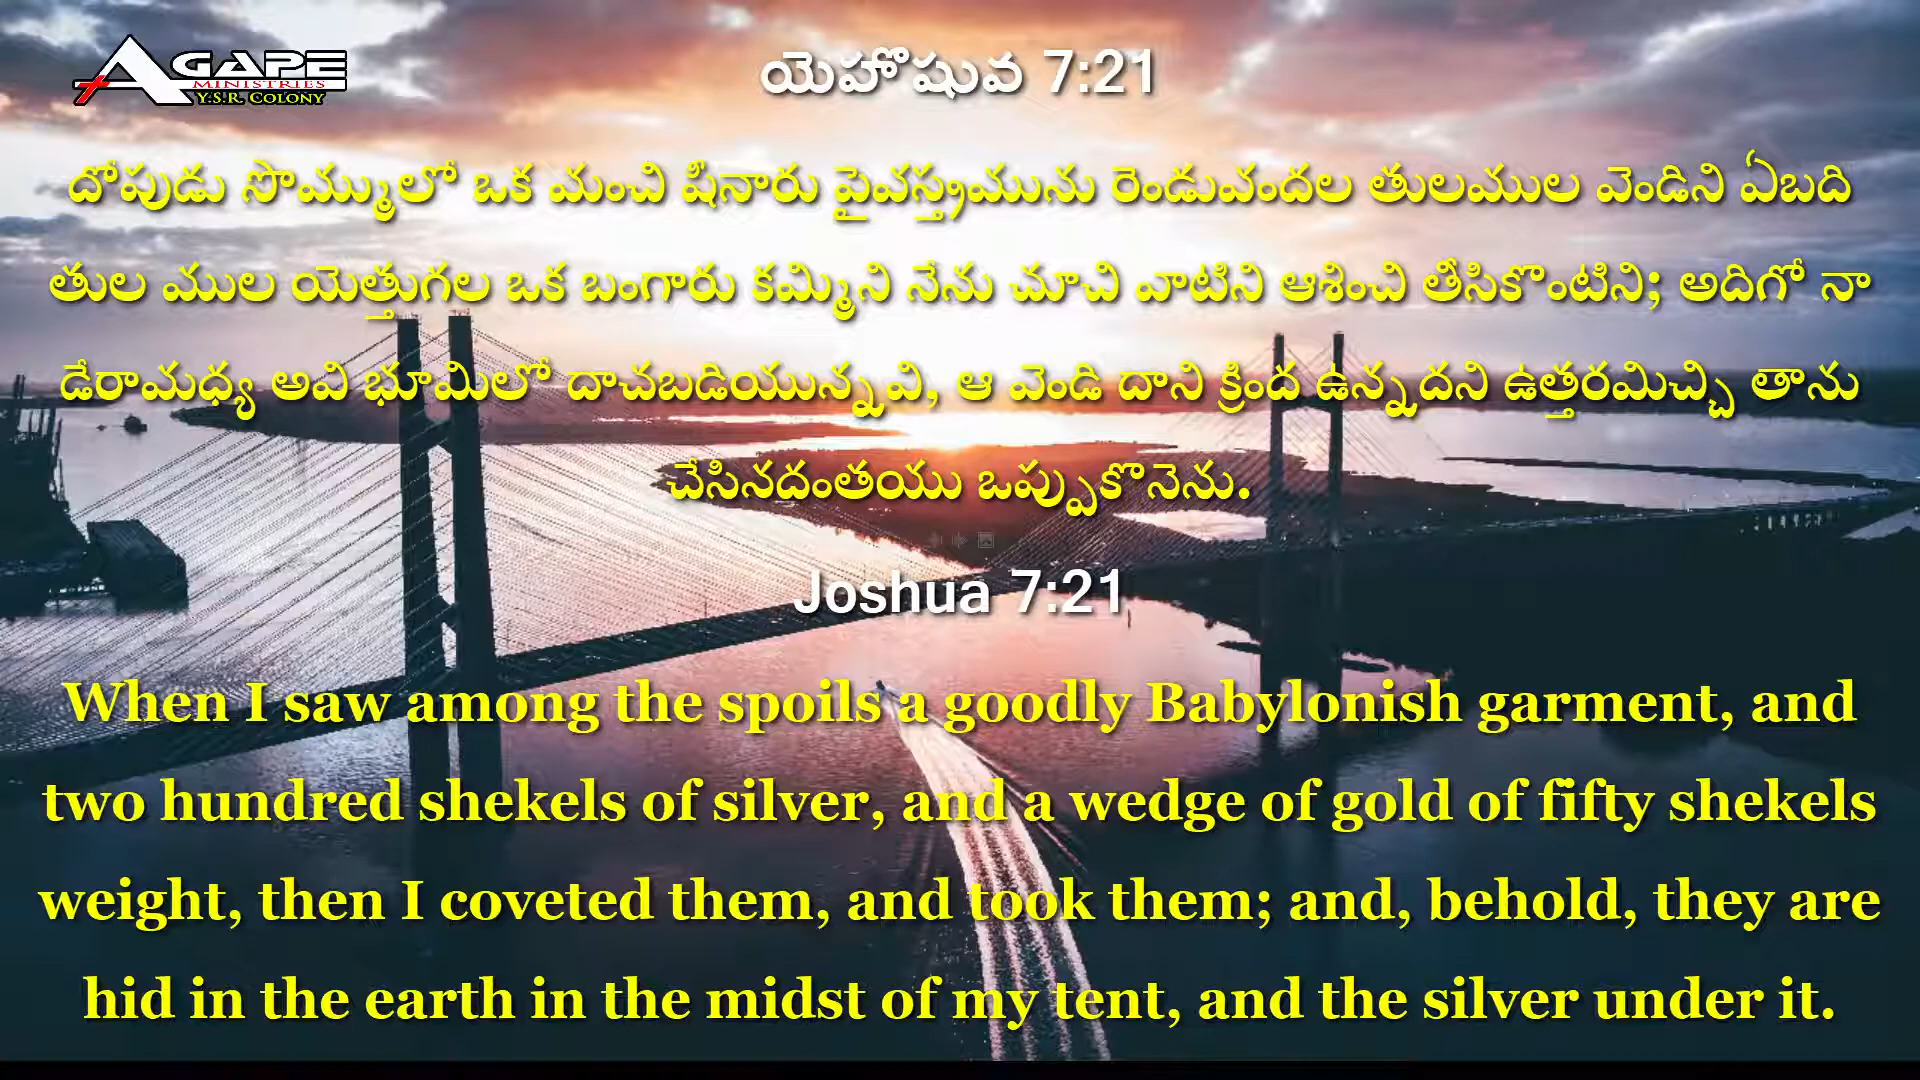 AGAPE
MINISTRIES
Y.S.R. COLONY
యెహోషువ 7:21
దోపుడు సొమ్ములో ఒక మంచి షీనారు పైవస్త్రమును రెండువందల తులముల వెండిని ఏబది
తుల ముల యెత్తుగల ఒక బంగారు కమ్మిని నేను చూచి వాటిని ఆశించి తీసికొంటిని; అదిగో నా
డేరామధ్య అవి భూమిలో దాచబడియున్నవి, ఆ వెండి దాని క్రింద ఉన్నదని ఉత్తరమిచ్చి తాను
చేసినదంతయు ఒప్పుకొనెను.
Joshua 7:21
When I saw among the spoils a goodly Babylonish garment, and
two hundred shekels of silver, and a wedge of gold of fifty shekels
weight, then I coveted them, and took them; and, behold, they are
hid in the earth in the midst of my tent, and the silver under it.